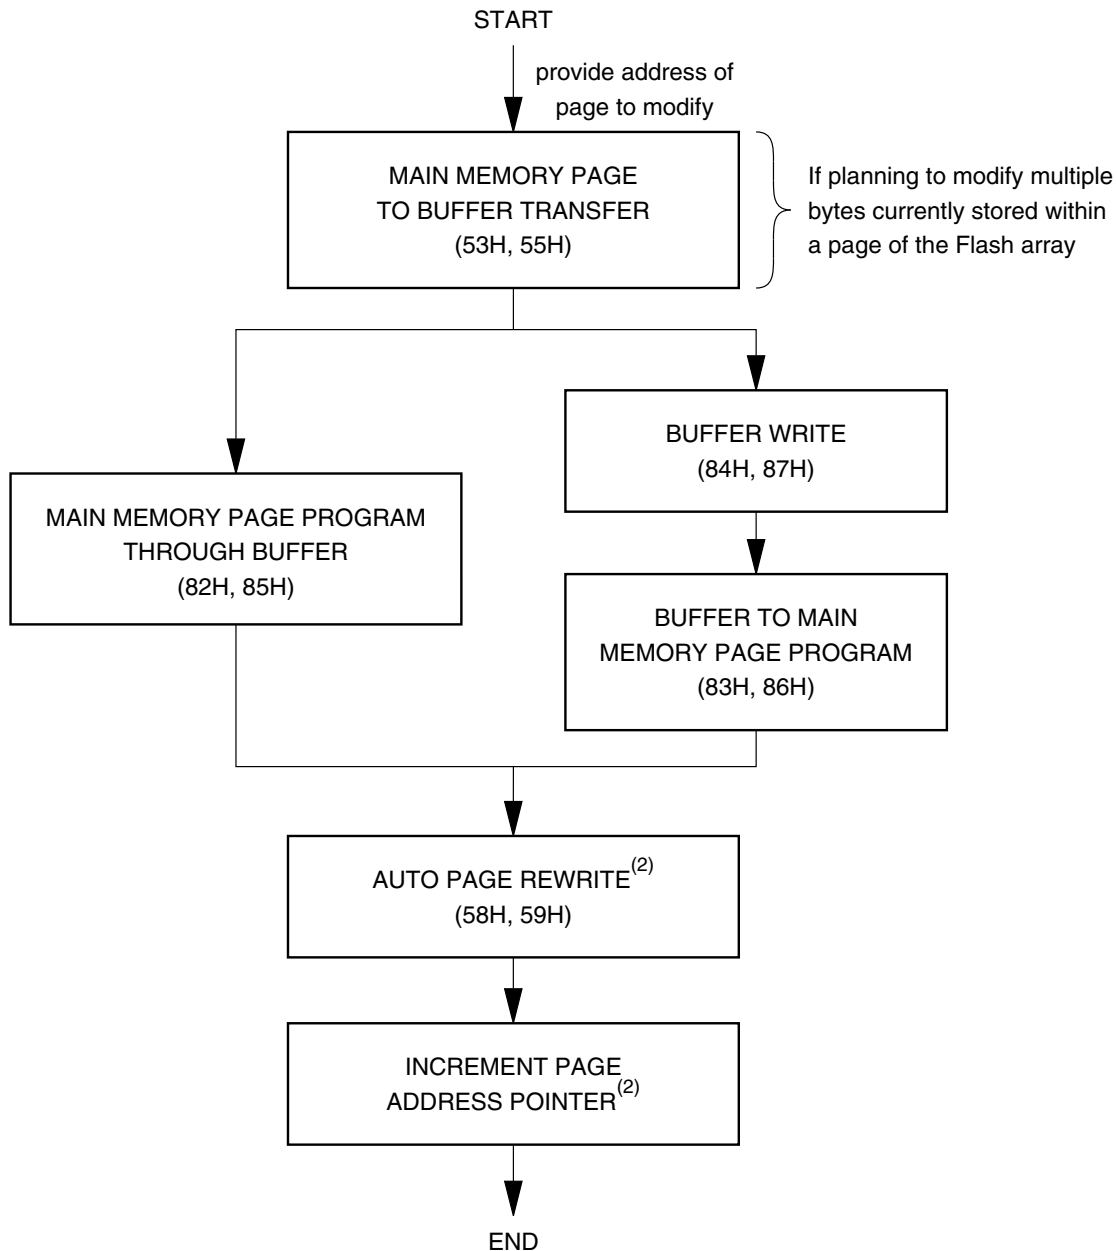 START
provide address of
page to modify
MAIN MEMORY PAGE
TO BUFFER TRANSFER
(53H, 55H)
If planning to modify multiple
bytes currently stored within
a page of the Flash array
BUFFER WRITE
(84H, 87H)
MAIN MEMORY PAGE PROGRAM
THROUGH BUFFER
(82H, 85H)
BUFFER TO MAIN
MEMORY PAGE PROGRAM
(83H, 86H)
AUTO PAGE REWRITE(2)
(58H, 59H)
INCREMENT PAGE
ADDRESS POINTER(2)
END